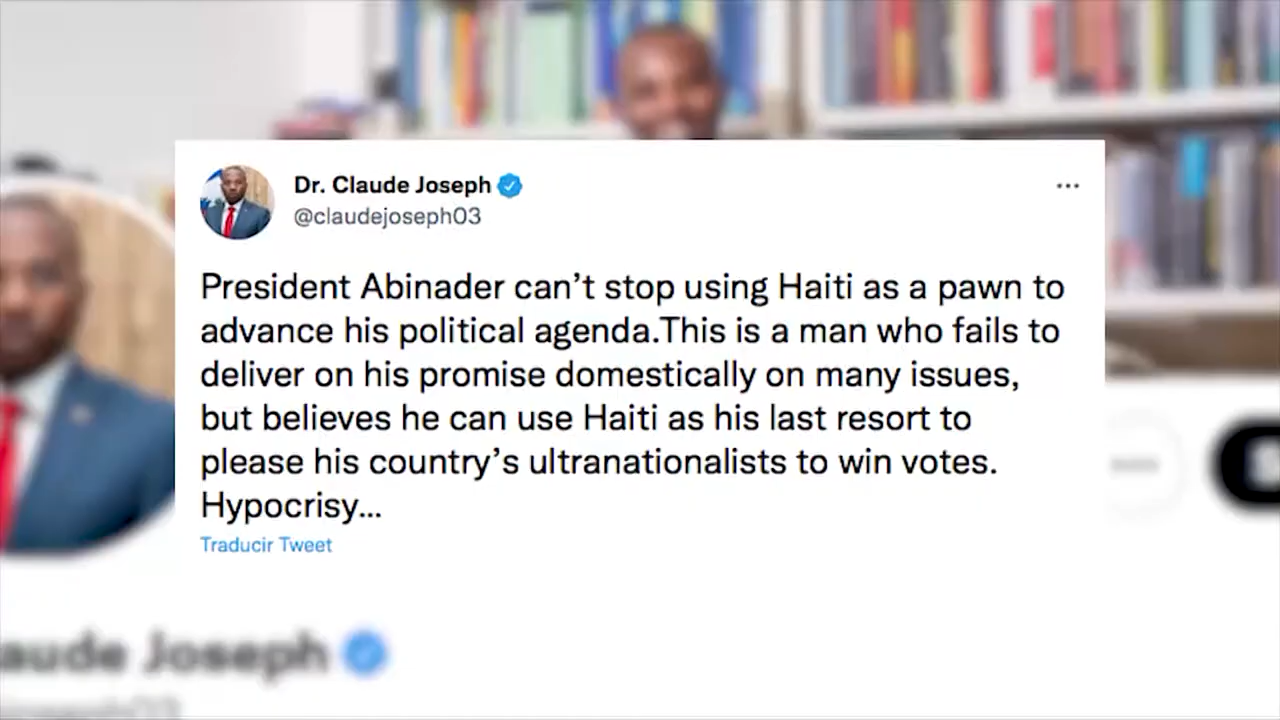 Dr. Claude Joseph
@claudejoseph03
President Abinader can’t stop using Haiti as a pawn to
advance his political agenda.This is a man who fails to
deliver on his promise domestically on many issues,
but believes he can use Haiti as his last resort to
please his country’s ultranationalists to win votes.
Hypocrisy...
Traducir Tweet
aude Joseph